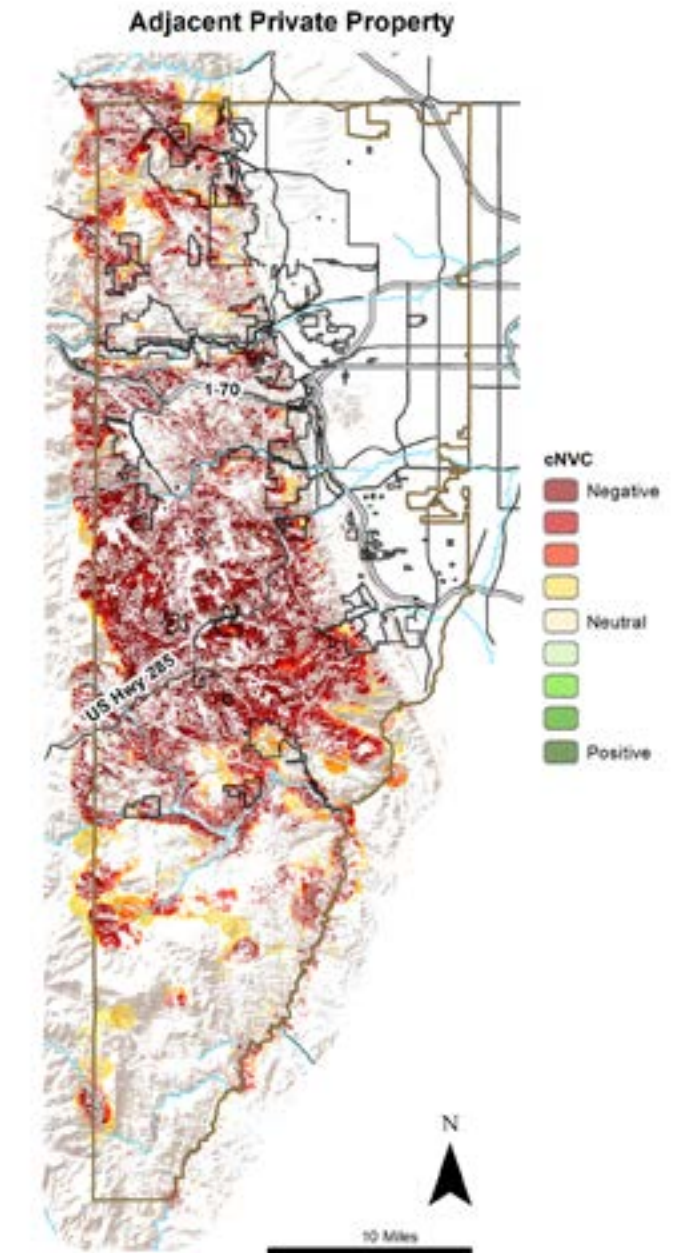 Adjacent Private Property
I-70
cNVC
Negative
Neutral
US Hwy 285
Positive
N
10 Miles